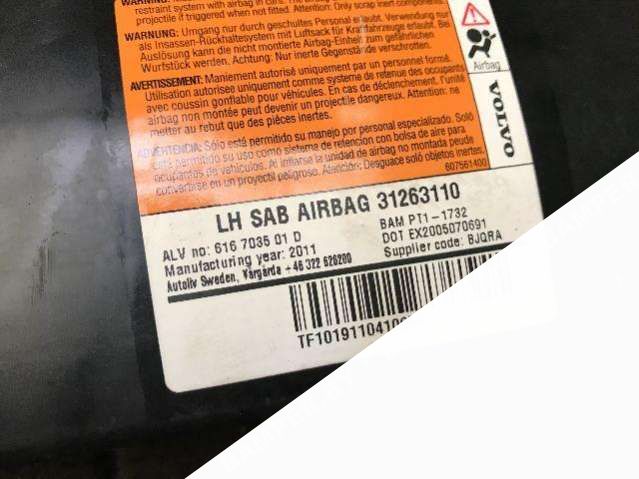 restraint system with airbag in cars. The
projectile if triggered when not fitted. Attention: Only scrap inert components.
WARNUNG: Umgang nur durch geschultes Personal erlaubt. Verwendung nur
als Insassen-Rückhaltesystem mit Luftsack für Kraftfahrzeuge erlaubt.
Auslösung kann die nicht montierte Airbag-Einheit zum gefährlichen
Wurfstück werden. Achtung: Nur inerte Gegenstände verschrotten.
AVERTISSEMENT: Maniement autorisé uniquement par un personnel formé.
Utilisation autorisée uniquement comme système de retenue des occupants
avec coussin gonflable pour véhicules. En cas de déclenchement, l'unité
airbag non montée peut devenir un projectile dangereux. Attention: ne
mettre au rebut que des pièces inertes.
ADVERTENCIA: Sólo está permitido su manejo por personal especializado. Sólo
está permitido su uso como sistema de retención con bolsa de aire para
ocupantes de vehículos. Al inflarse la unidad de airbag no montada peude
convertirse en un proyectil peligroso. Atención: Desguace solo objetos inertes.
607561400
Airbag
VOLVO
LH SAB AIRBAG 31263110
ALV no: 616 7035 01 D
BAM PT1-1732
Manufacturing year: 2011
DOT EX2005070691
Autoliv Sweden, Vårgårda +46 322 626200
Supplier code: BJQRA
TF101911041